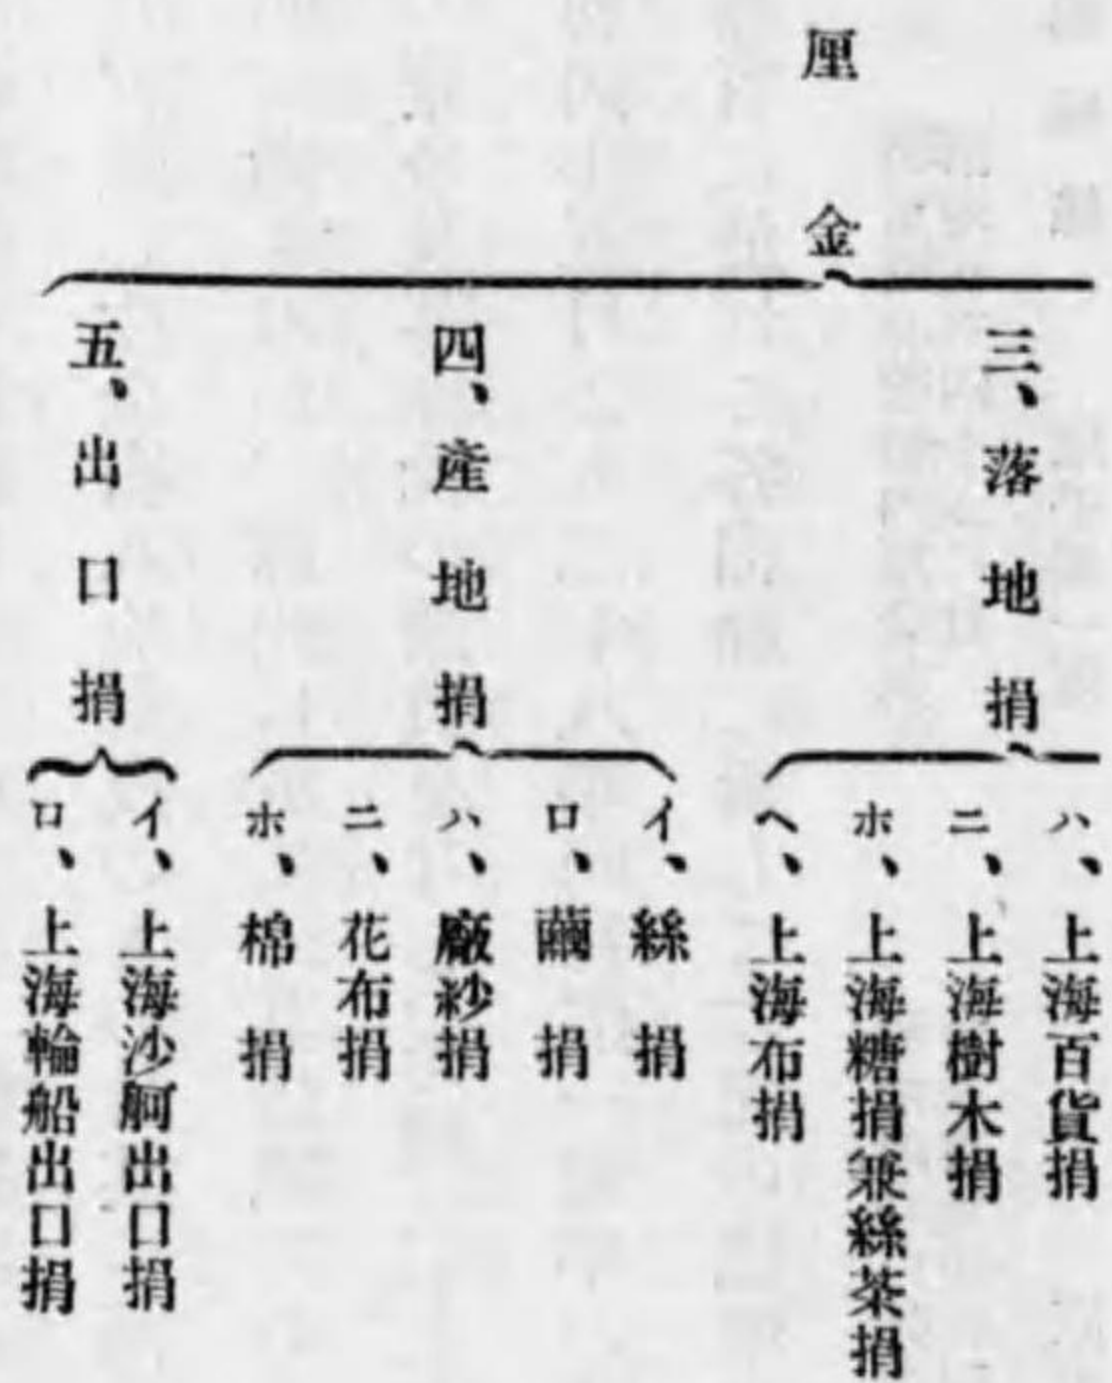 厘金
三、落地捐
ハ、上海百貨捐
ニ、上海樹木捐
ホ、上海糖捐兼絲茶捐
ヘ、上海布捐
四、產地捐
イ、絲捐
ロ、繭捐
ハ、廠紗捐
ニ、花布捐
ホ、棉捐
五、出口捐
イ、上海沙舸出口捐
ロ、上海輪船出口捐